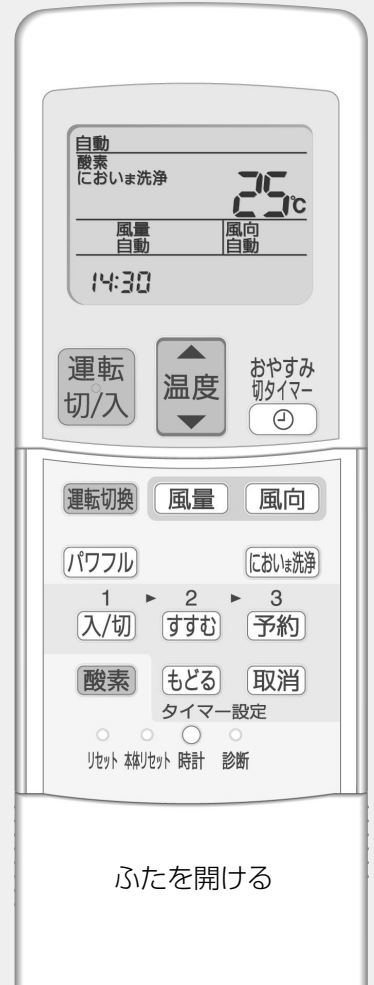 自動
酸素
におい洗浄
25℃
風量 風向
自動 自動
14:30
運転
切/入
温度
おやすみ
切タイマー
運転切換 風量 風向
パワフル におい洗浄
1 ▶ 2 ▶ 3
入/切 すすむ 予約
酸素 もどる 取消
タイマー設定
リセット 本体リセット 時計 診断
ふたを開ける